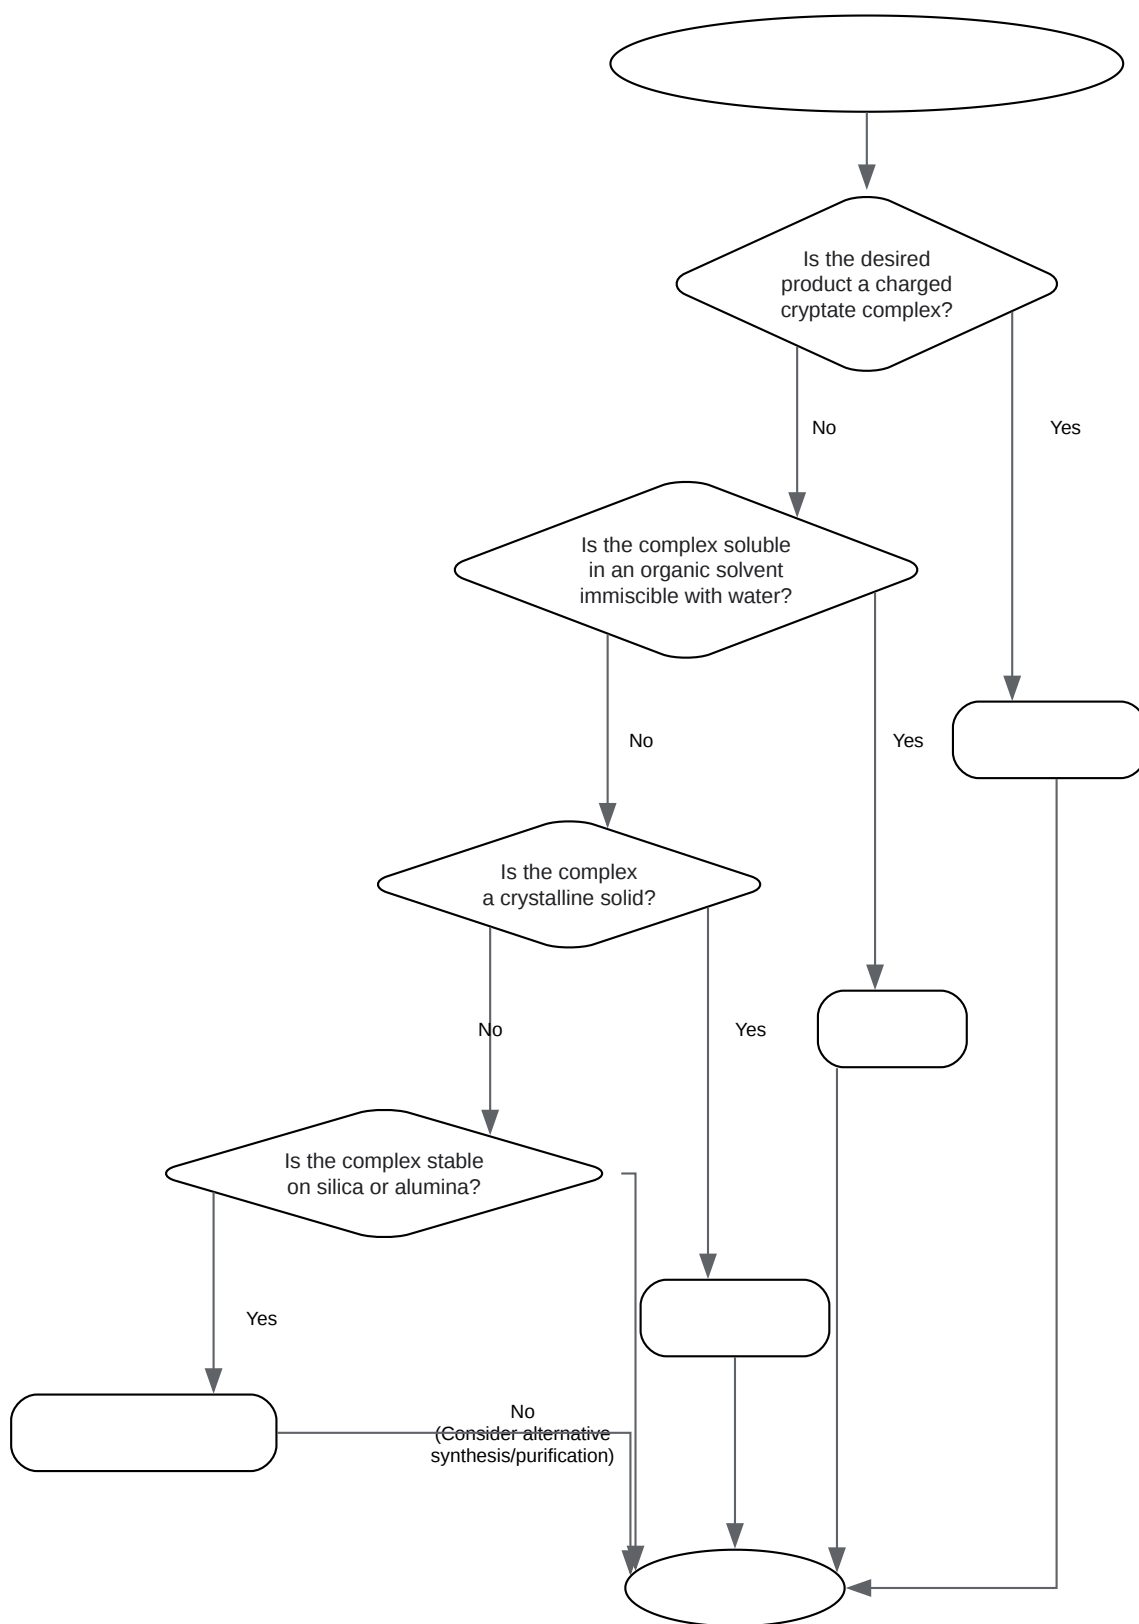 Is the desired
product a charged
cryptate complex?
No
Yes
Is the complex soluble
in an organic solvent
immiscible with water?
No
Yes
Is the complex
a crystalline solid?
No
Yes
Is the complex stable
on silica or alumina?
Yes
No
(Consider alternative
synthesis/purification)